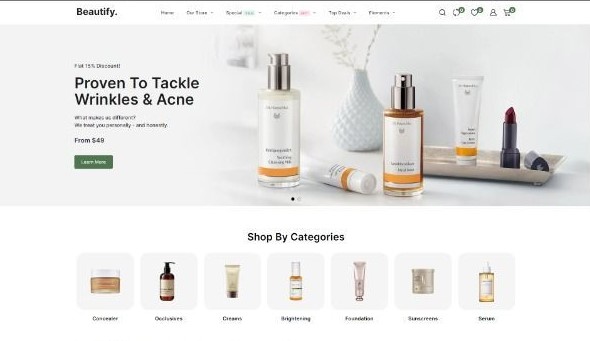 Beautify.
Home Our Store Special SALE Categories Top Deals Elements
0 0 0
Flat 15% Discount!
Proven To Tackle
Wrinkles & Acne
What makes us different?
We treat you personally - and honestly.
From $49
Learn More
Shop By Categories
Concealer Occlusives Creams Brightening Foundation Sunscreens Serum